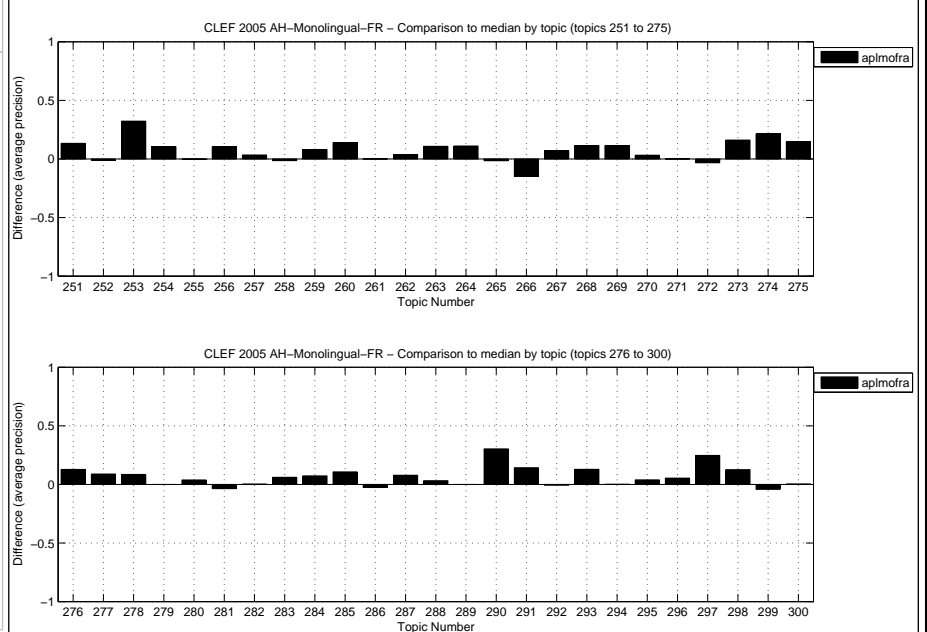 CLEF 2005 AH−Monolingual−FR − Comparison to median by topic (topics 251 to 275)
1
0.5
0
−0.5
−1
Difference (average precision)
aplmofra
251 252 253 254 255 256 257 258 259 260 261 262 263 264 265 266 267 268 269 270 271 272 273 274 275
Topic Number
CLEF 2005 AH−Monolingual−FR − Comparison to median by topic (topics 276 to 300)
1
0.5
0
−0.5
−1
Difference (average precision)
aplmofra
276 277 278 279 280 281 282 283 284 285 286 287 288 289 290 291 292 293 294 295 296 297 298 299 300
Topic Number